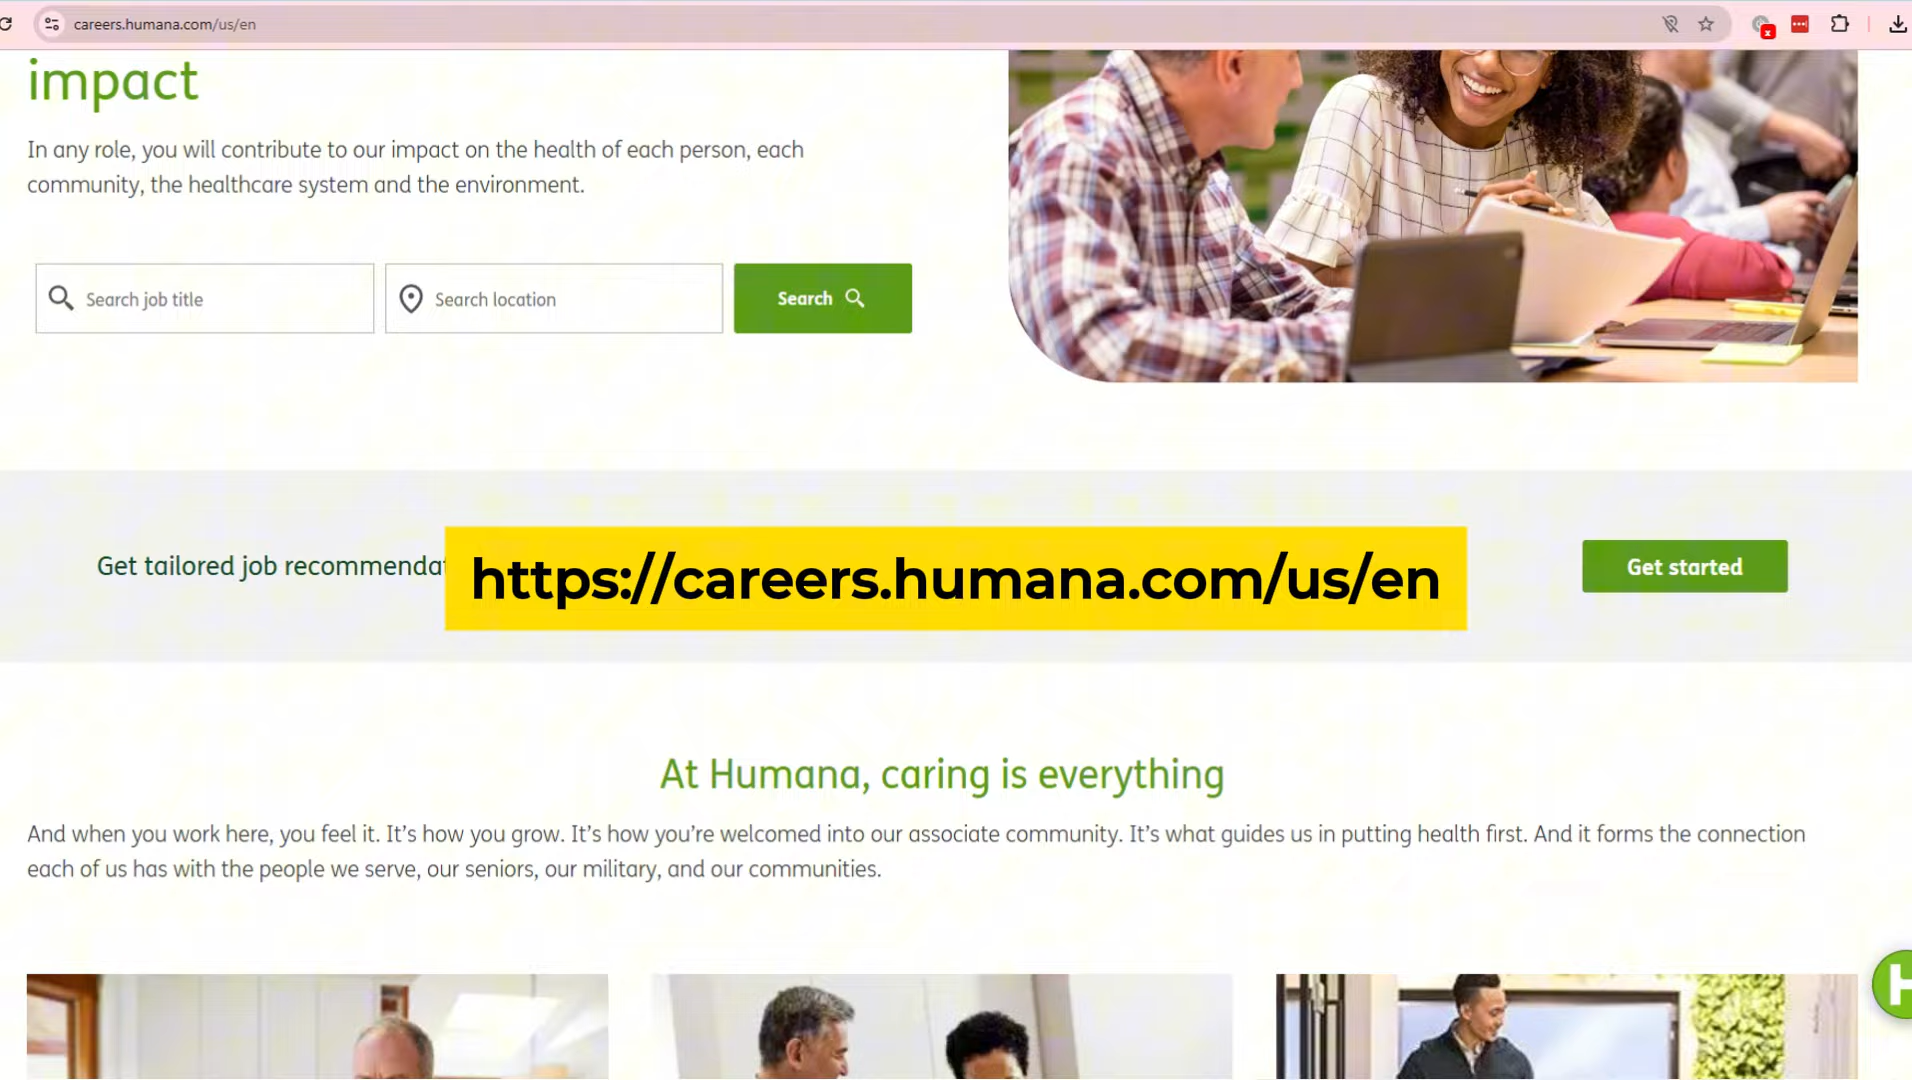 careers.humana.com/us/en
impact
In any role, you will contribute to our impact on the health of each person, each
community, the healthcare system and the environment.
Search job title
Search location
Search
Get tailored job recommenda
https://careers.humana.com/us/en
Get started
At Humana, caring is everything
And when you work here, you feel it. It’s how you grow. It’s how you’re welcomed into our associate community. It’s what guides us in putting health first. And it forms the connection
each of us has with the people we serve, our seniors, our military, and our communities.
H